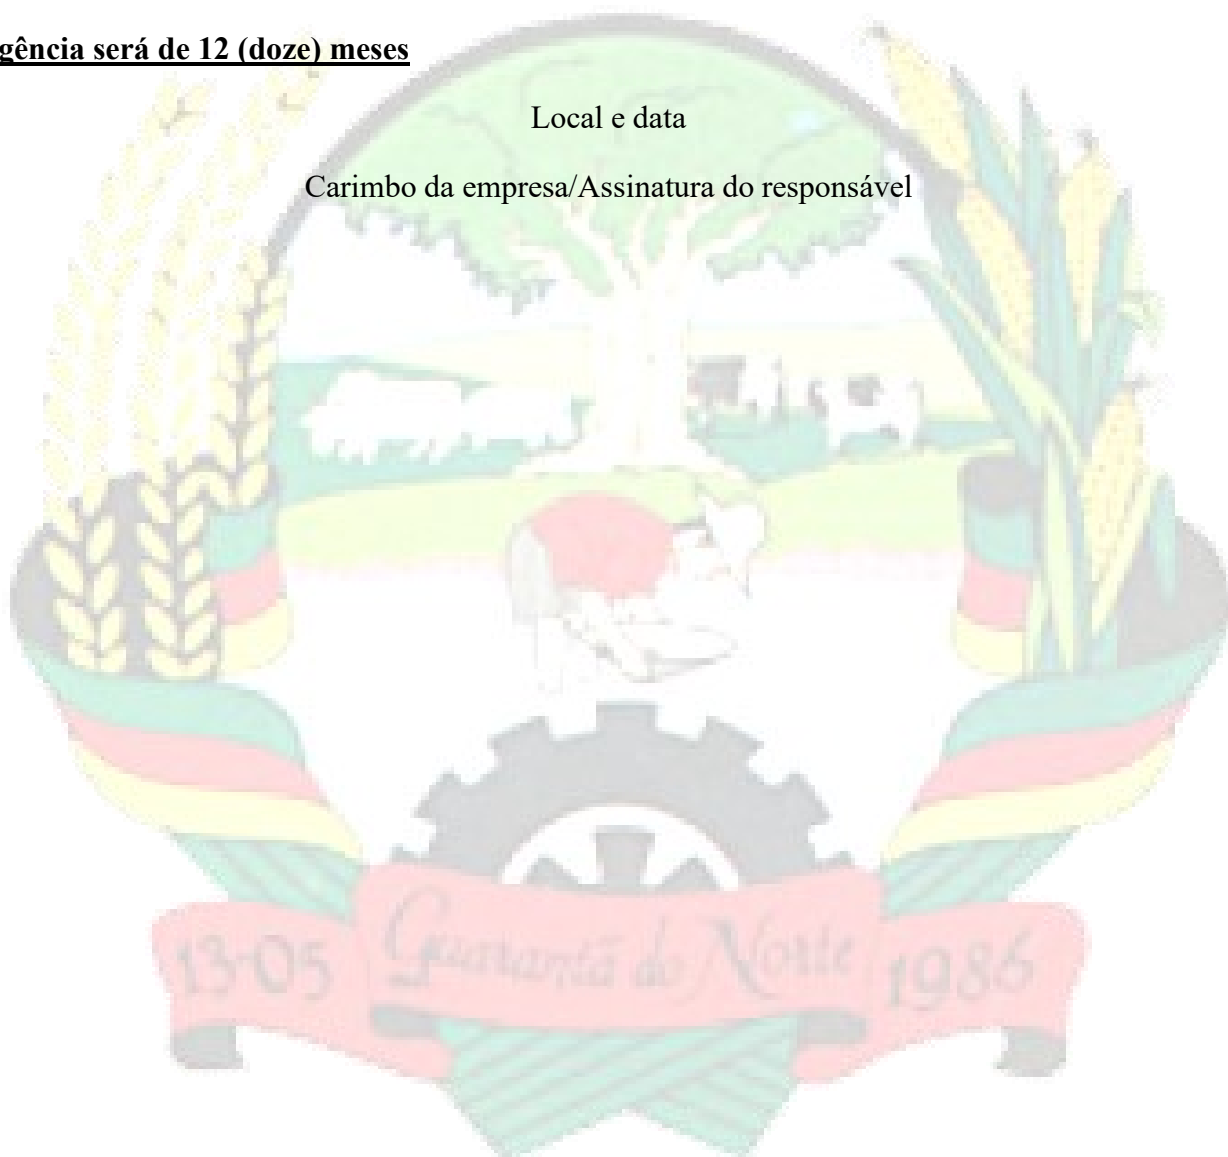 gência será de 12 (doze) meses
Local e data
Carimbo da empresa/Assinatura do responsável
13-05 Guarantã do Norte 1986